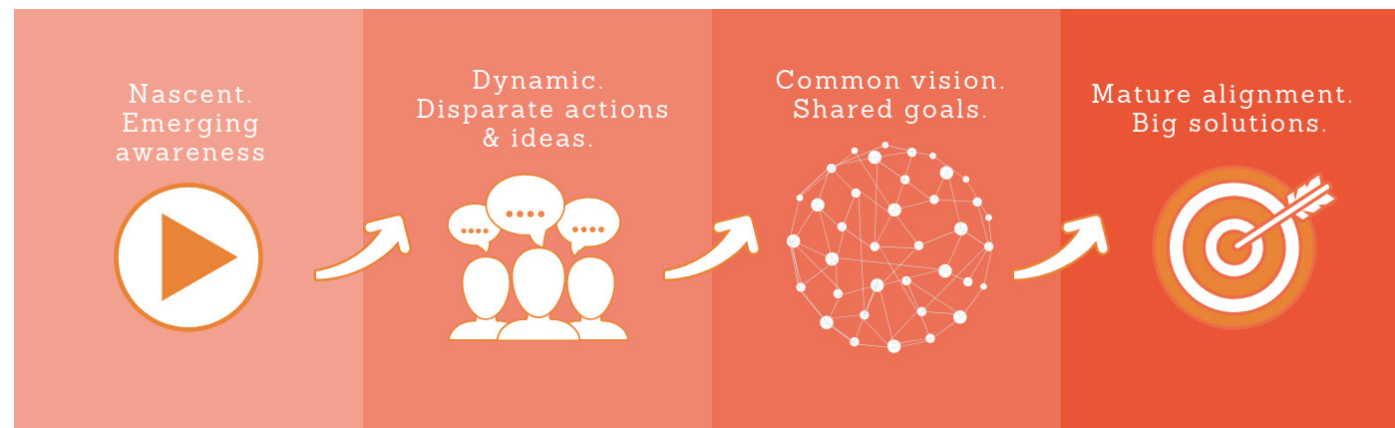 Nascent.
Emerging
awareness
Dynamic.
Disparate actions
& ideas.
Common vision.
Shared goals.
Mature alignment.
Big solutions.